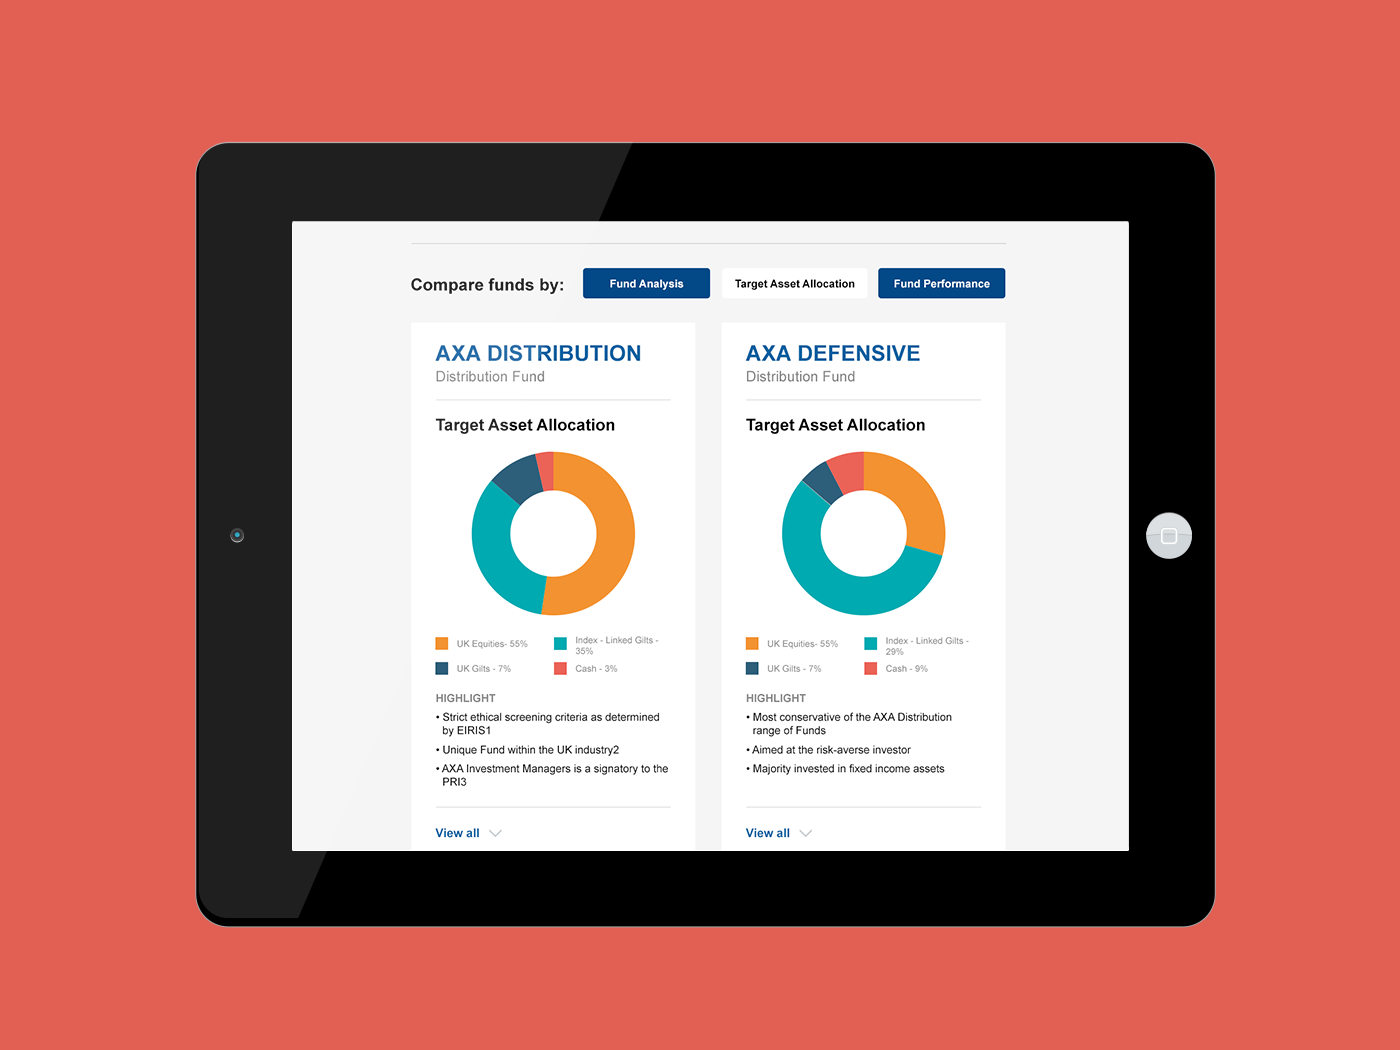 Compare funds by:
Fund Analysis
Target Asset Allocation
Fund Performance
AXA DISTRIBUTION
Distribution Fund
Target Asset Allocation
UK Equities- 55%
Index - Linked Gilts -
35%
UK Gilts - 7%
Cash - 3%
HIGHLIGHT
• Strict ethical screening criteria as determined
by EIRIS1
• Unique Fund within the UK industry2
• AXA Investment Managers is a signatory to the
PRI3
View all
AXA DEFENSIVE
Distribution Fund
Target Asset Allocation
UK Equities- 55%
Index - Linked Gilts -
29%
UK Gilts - 7%
Cash - 9%
HIGHLIGHT
• Most conservative of the AXA Distribution
range of Funds
• Aimed at the risk-averse investor
• Majority invested in fixed income assets
View all